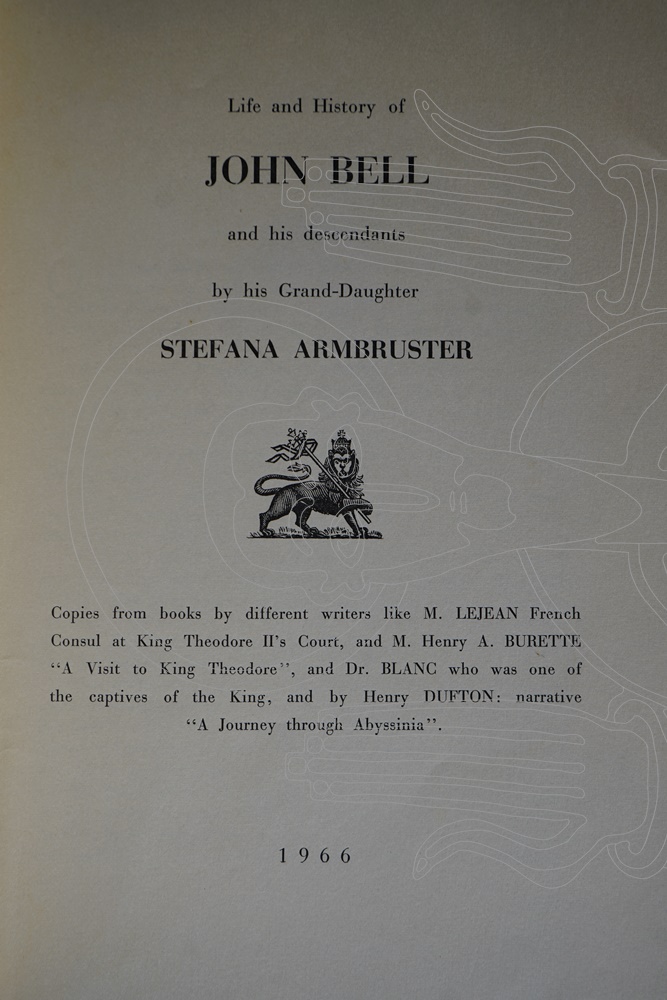 Life and History of
JOHN BELL
and his descendants
by his Grand-Daughter
STEFANA ARMBRUSTER
Copies from books by different writers like M. LEJEAN French
Consul at King Theodore II's Court, and M. Henry A. BURETTE
“A Visit to King Theodore”, and Dr. BLANC who was one of
the captives of the King, and by Henry DUFTON: narrative
“A Journey through Abyssinia”.
1966